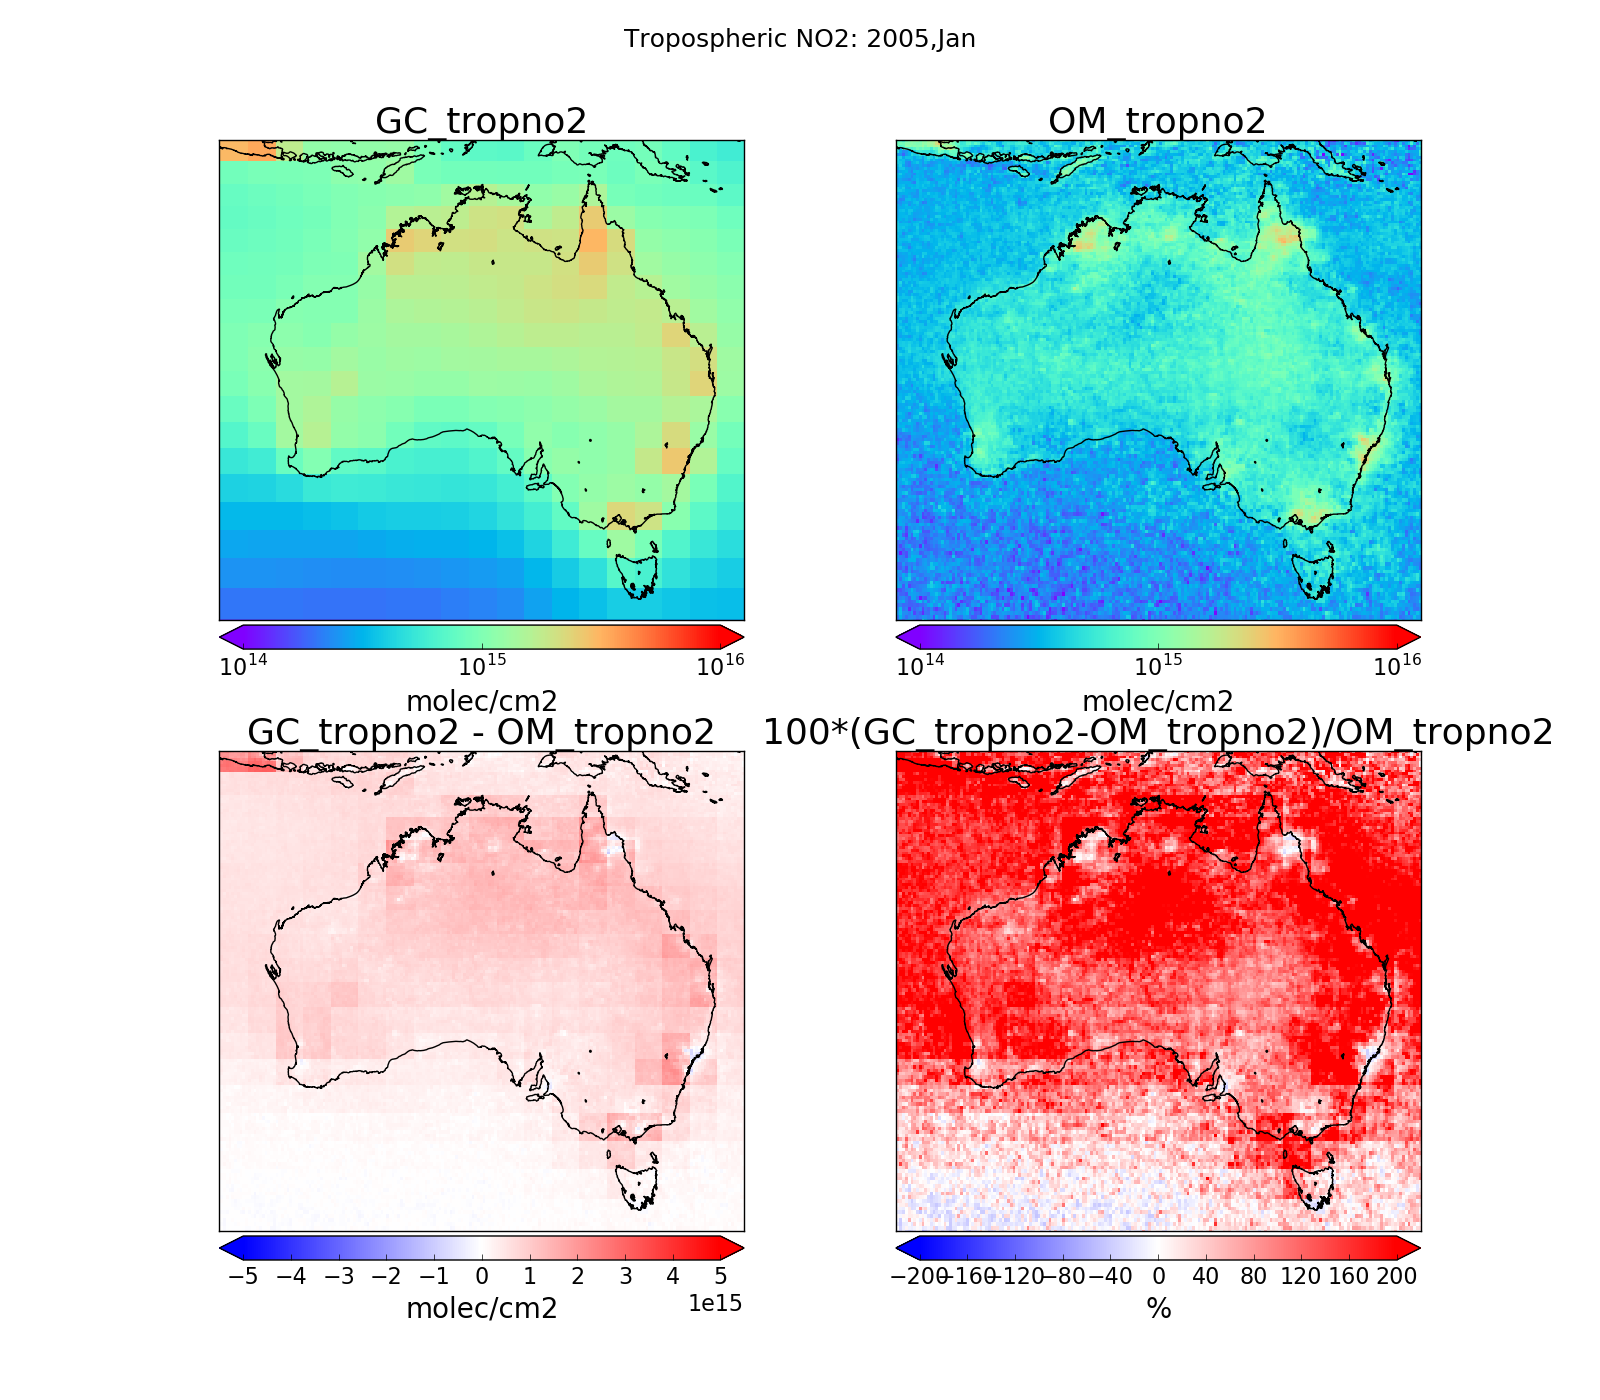 Tropospheric NO2: 2005,Jan
GC_tropno2
OM_tropno2
10^14 10^15 10^16
molec/cm2
10^14 10^15 10^16
molec/cm2
GC_tropno2 - OM_tropno2
100*(GC_tropno2-OM_tropno2)/OM_tropno2
−5 −4 −3 −2 −1 0 1 2 3 4 5
molec/cm2
1e15
−200 −160 −120 −80 −40 0 40 80 120 160 200
%